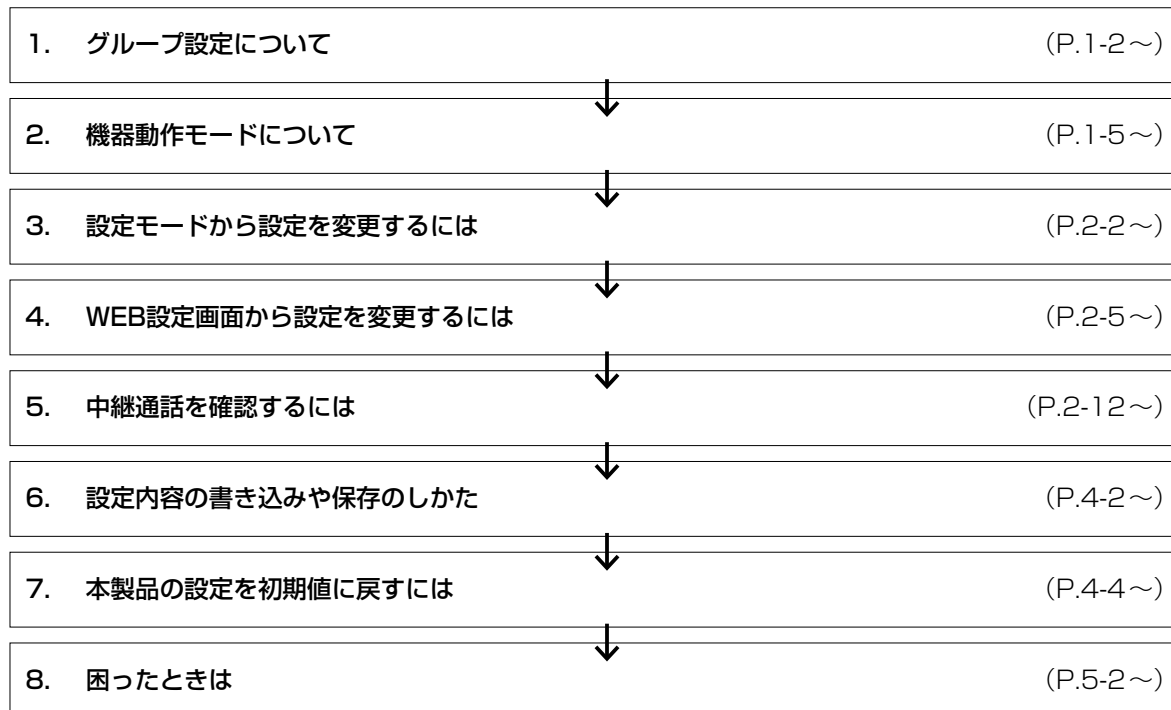 1. グループ設定について (P.1-2〜)
2. 機器動作モードについて (P.1-5〜)
3. 設定モードから設定を変更するには (P.2-2〜)
4. WEB設定画面から設定を変更するには (P.2-5〜)
5. 中継通話を確認するには (P.2-12〜)
6. 設定内容の書き込みや保存のしかた (P.4-2〜)
7. 本製品の設定を初期値に戻すには (P.4-4〜)
8. 困ったときは (P.5-2〜)